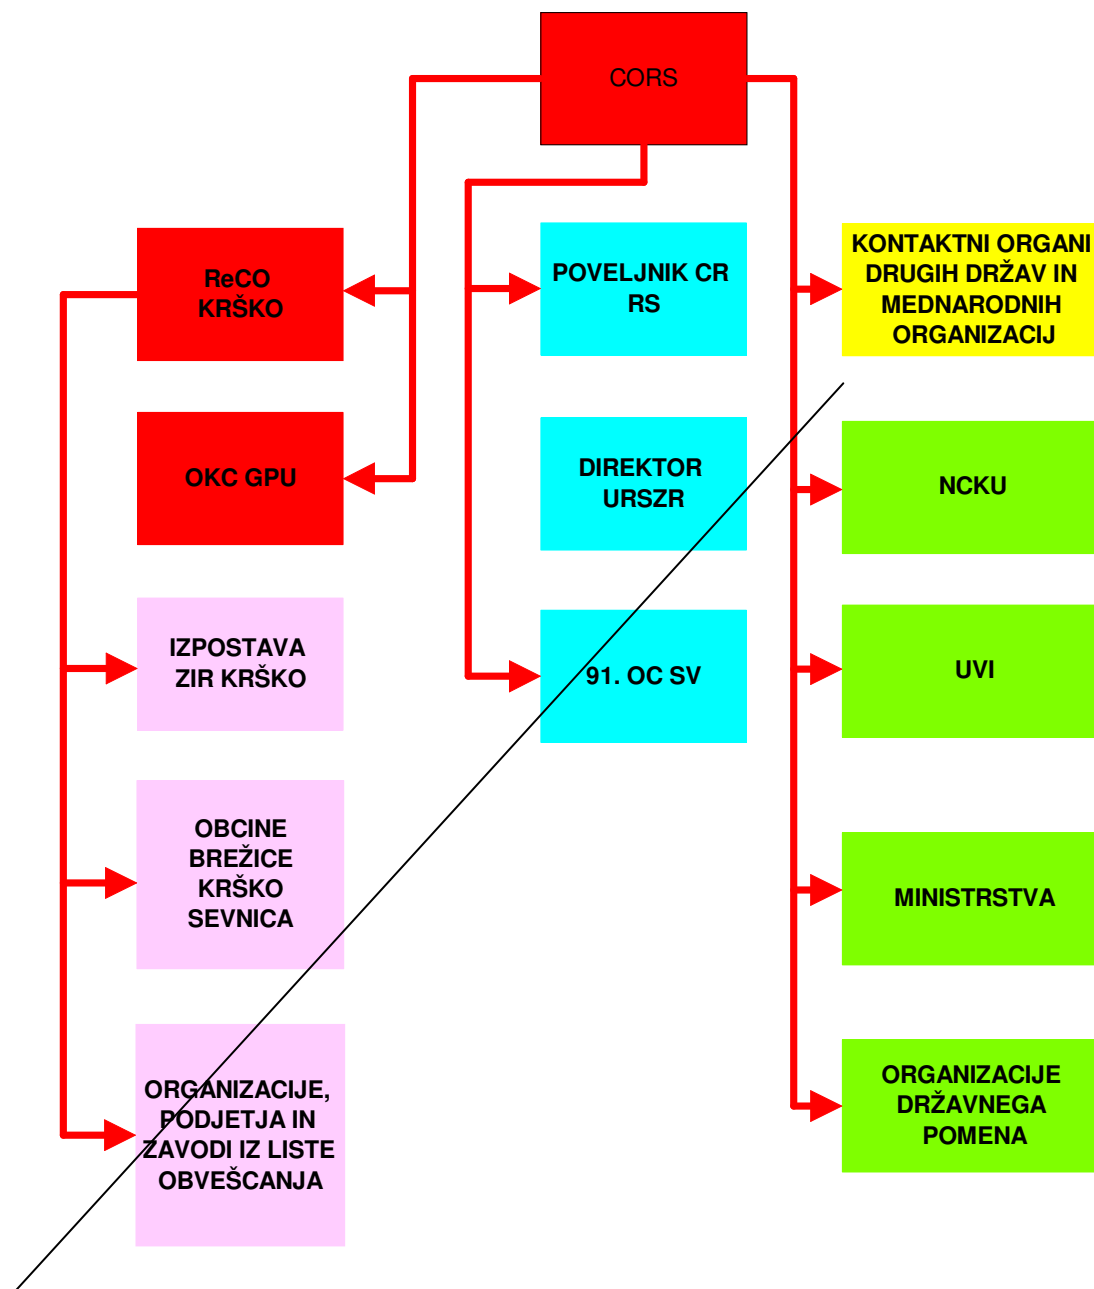 CORS
ReCO
KRŠKO
OKC GPU
IZPOSTAVA
ZIR KRŠKO
OBCINE
BREŽICE
KRŠKO
SEVNICA
ORGANIZACIJE,
PODJETJA IN
ZAVODI IZ LISTE
OBVEŠCANJA
POVELJNIK CR
RS
DIREKTOR
URSZR
91. OC SV
KONTAKTNI ORGANI
DRUGIH DRŽAV IN
MEDNARODNIH
ORGANIZACIJ
NCKU
UVI
MINISTRSTVA
ORGANIZACIJE
DRŽAVNEGA
POMENA